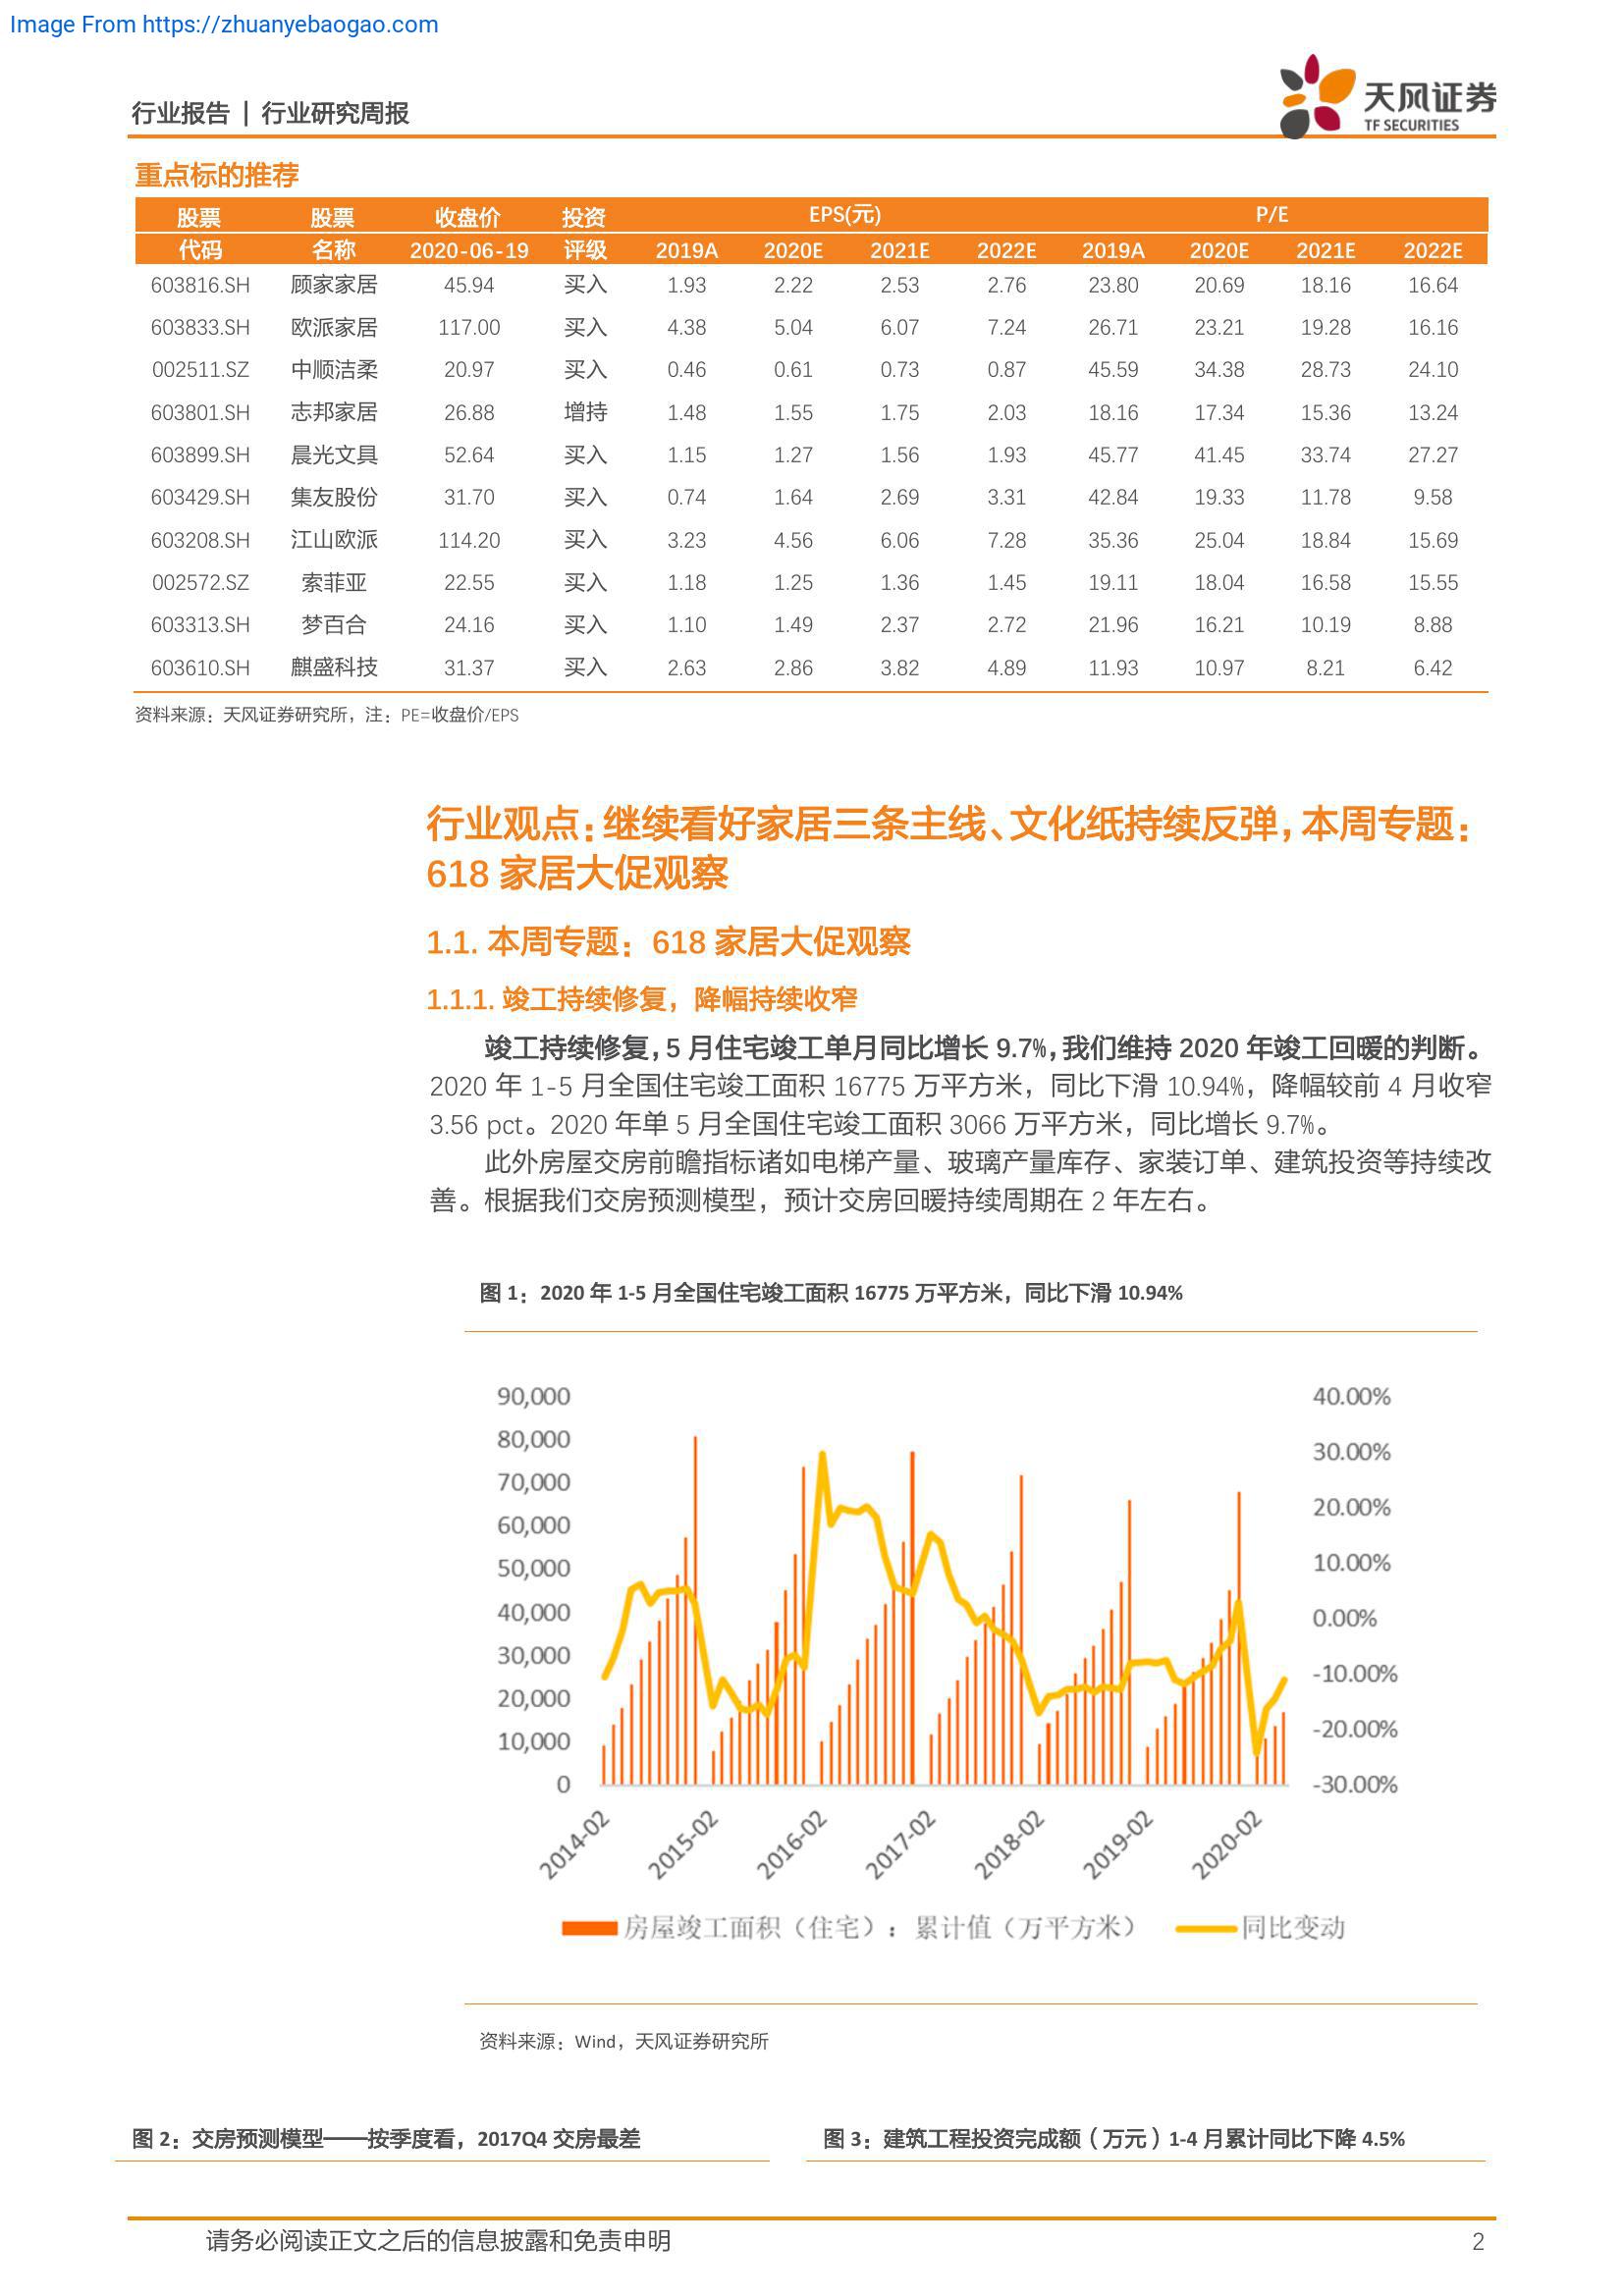 Image From https://zhuanyebaogao.com
行业报告 | 行业研究周报
天风证券
TF SECURITIES
重点标的推荐
股票 股票 收盘价 投资 EPS(元) P/E
代码 名称 2020-06-19 评级 2019A 2020E 2021E 2022E 2019A 2020E 2021E 2022E
603816.SH 顾家家居 45.94 买入 1.93 2.22 2.53 2.76 23.80 20.69 18.16 16.64
603833.SH 欧派家居 117.00 买入 4.38 5.04 6.07 7.24 26.71 23.21 19.28 16.16
002511.SZ 中顺洁柔 20.97 买入 0.46 0.61 0.73 0.87 45.59 34.38 28.73 24.10
603801.SH 志邦家居 26.88 增持 1.48 1.55 1.75 2.03 18.16 17.34 15.36 13.24
603899.SH 晨光文具 52.64 买入 1.15 1.27 1.56 1.93 45.77 41.45 33.74 27.27
603429.SH 集友股份 31.70 买入 0.74 1.64 2.69 3.31 42.84 19.33 11.78 9.58
603208.SH 江山欧派 114.20 买入 3.23 4.56 6.06 7.28 35.36 25.04 18.84 15.69
002572.SZ 索菲亚 22.55 买入 1.18 1.25 1.36 1.45 19.11 18.04 16.58 15.55
603313.SH 梦百合 24.16 买入 1.10 1.49 2.37 2.72 21.96 16.21 10.19 8.88
603610.SH 麒盛科技 31.37 买入 2.63 2.86 3.82 4.89 11.93 10.97 8.21 6.42
资料来源：天风证券研究所，注：PE=收盘价/EPS
行业观点：继续看好家居三条主线、文化纸持续反弹，本周专题：
618 家居大促观察
1.1. 本周专题：618 家居大促观察
1.1.1. 竣工持续修复，降幅持续收窄
竣工持续修复，5 月住宅竣工单月同比增长 9.7%，我们维持 2020 年竣工回暖的判断。
2020 年 1-5 月全国住宅竣工面积 16775 万平方米，同比下滑 10.94%，降幅较前 4 月收窄
3.56 pct。2020 年单 5 月全国住宅竣工面积 3066 万平方米，同比增长 9.7%。
此外房屋交房前瞻指标诸如电梯产量、玻璃产量库存、家装订单、建筑投资等持续改
善。根据我们交房预测模型，预计交房回暖持续周期在 2 年左右。
图 1：2020 年 1-5 月全国住宅竣工面积 16775 万平方米，同比下滑 10.94%
90,000 40.00%
80,000 30.00%
70,000 20.00%
60,000 10.00%
50,000 0.00%
40,000 -10.00%
30,000 -20.00%
20,000 -30.00%
10,000
0
2014-02 2015-02 2016-02 2017-02 2018-02 2019-02 2020-02
房屋竣工面积（住宅）：累计值（万平方米） 同比变动
资料来源：Wind，天风证券研究所
图 2：交房预测模型——按季度看，2017Q4 交房最差
图 3：建筑工程投资完成额（万元）1-4 月累计同比下降 4.5%
请务必阅读正文之后的信息披露和免责申明 2